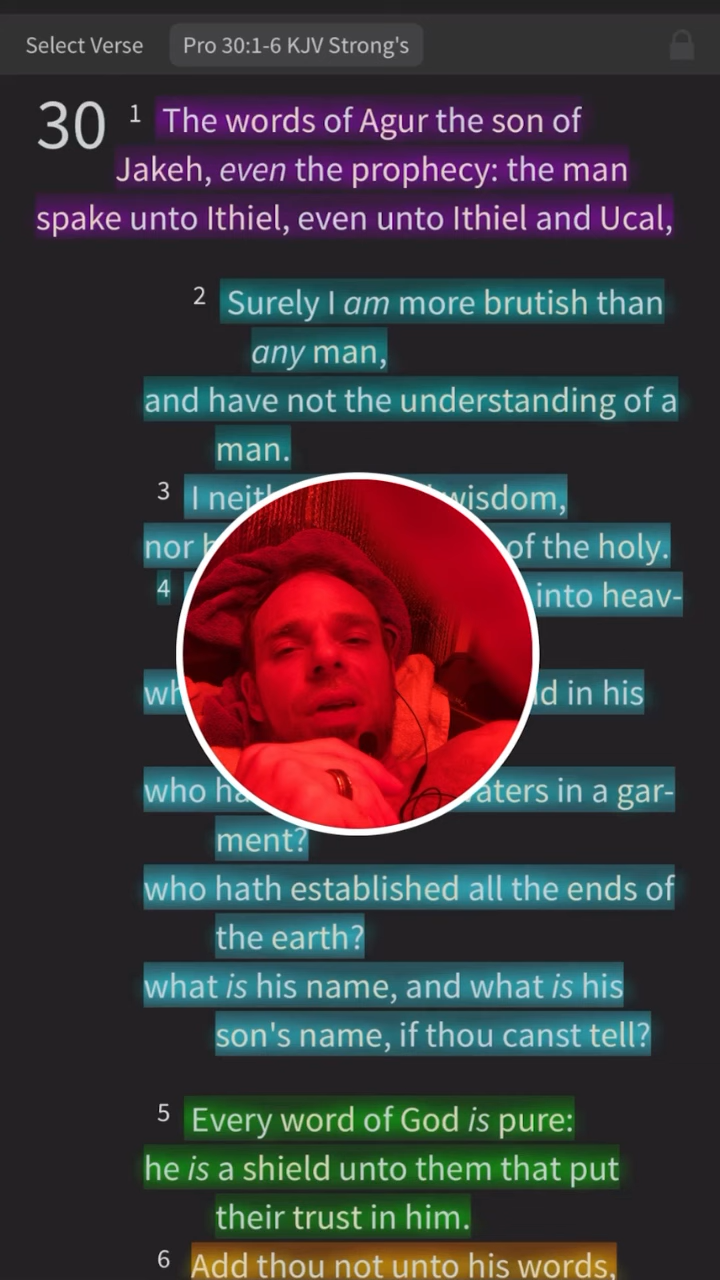 Select Verse Pro 30:1-6 KJV Strong's
30 1 The words of Agur the son of
Jakeh, even the prophecy: the man
spake unto Ithiel, even unto Ithiel and Ucal,
2 Surely I am more brutish than
any man,
and have not the understanding of a
man.
3 I wisdom,
nor of the holy.
4 into heav-
in his
who in a gar-
ment?
who hath established all the ends of
the earth?
what is his name, and what is his
son's name, if thou canst tell?
5 Every word of God is pure:
he is a shield unto them that put
their trust in him.
6 Add thou not unto his words,